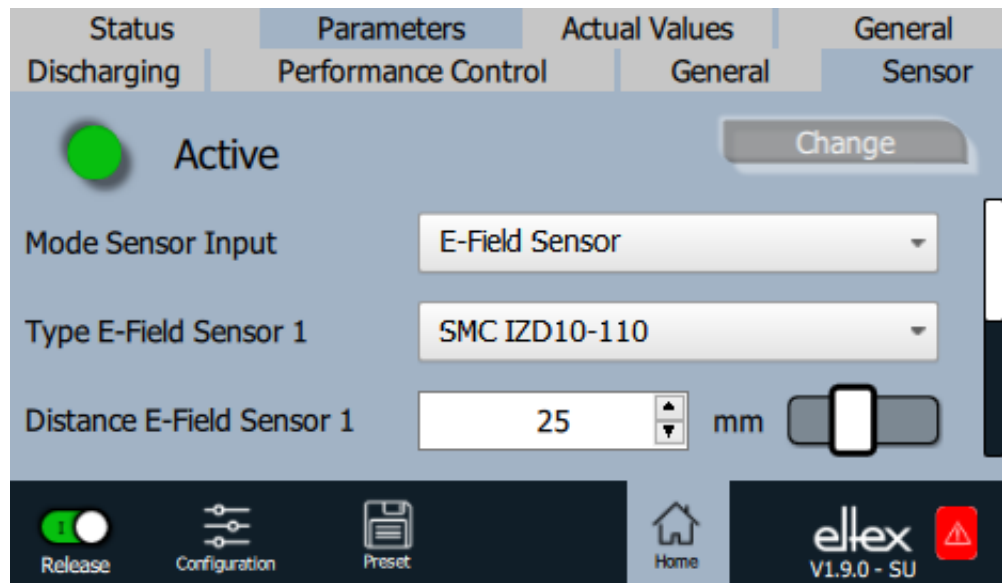 Status Parameters Actual Values General
Discharging Performance Control General Sensor
Active Change
Mode Sensor Input E-Field Sensor
Type E-Field Sensor 1 SMC IZD10-110
Distance E-Field Sensor 1 25 mm
I
Release Configuration Preset Home eltex
V1.9.0 - SU